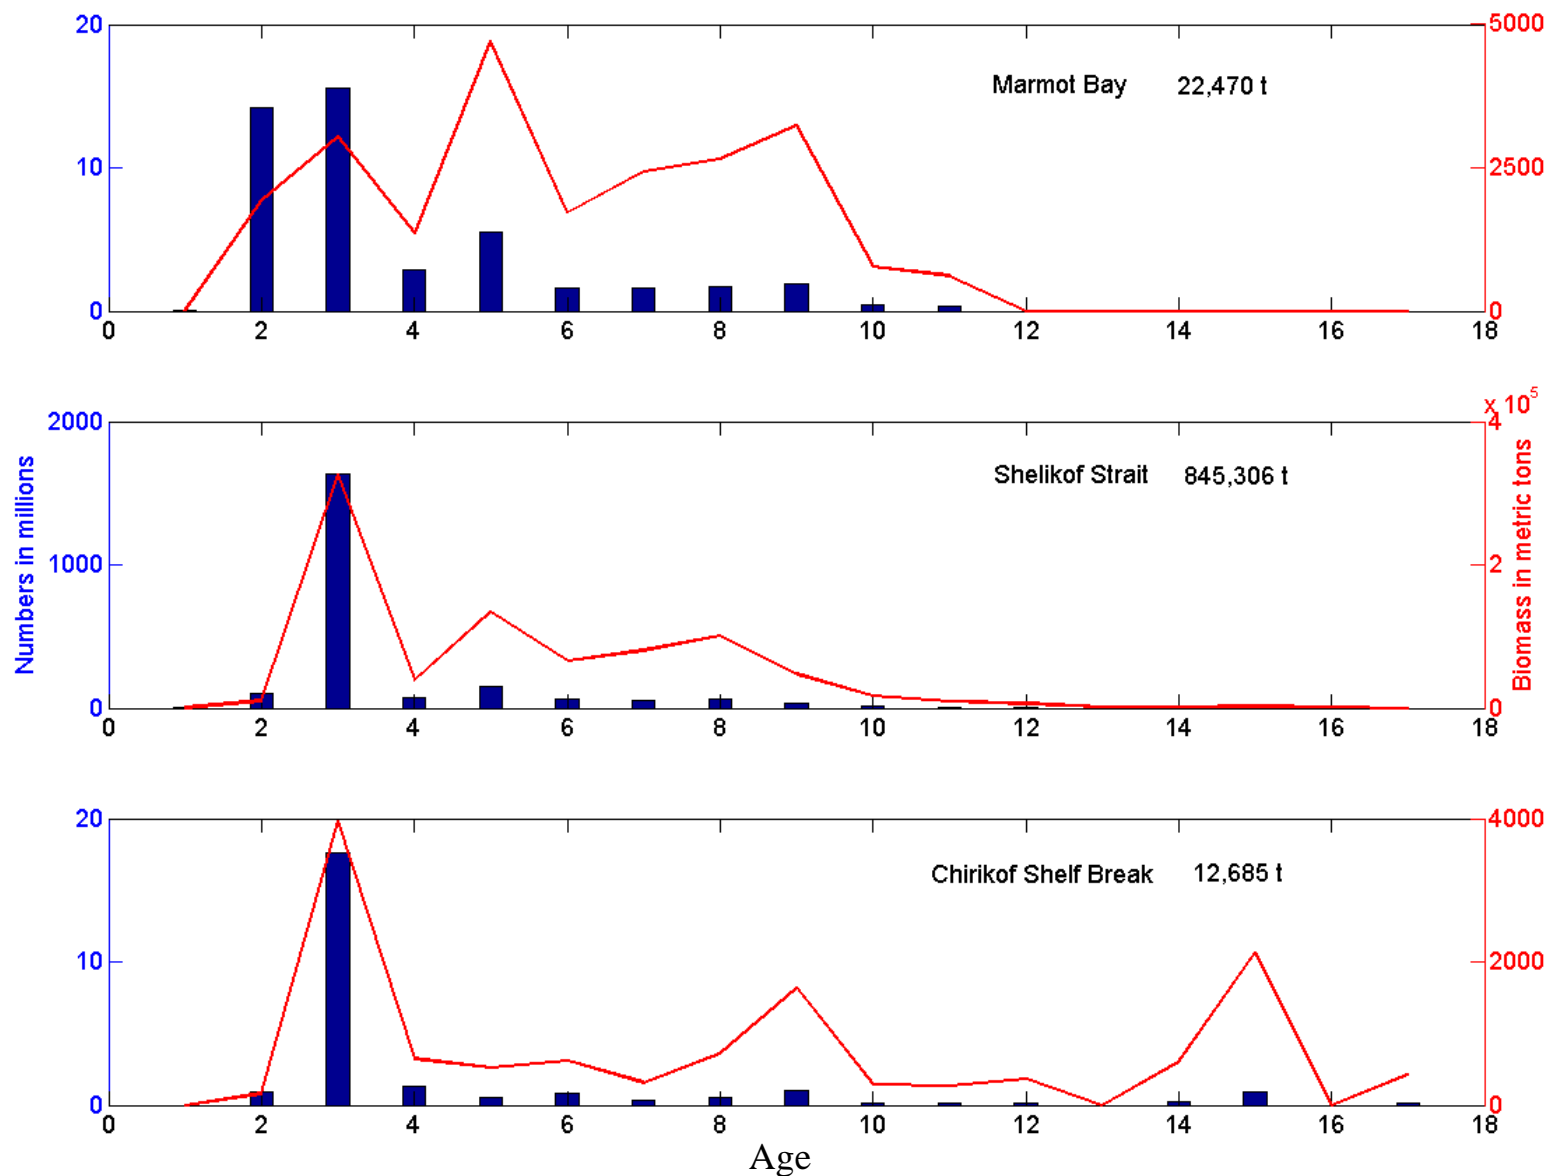 20
10
0
5000
2500
0
Marmot Bay 22,470 t
0 2 4 6 8 10 12 14 16 18
Numbers in millions
2000
1000
0
x 10^5
4
2
0
Biomass in metric tons
Shelikof Strait 845,306 t
0 2 4 6 8 10 12 14 16 18
20
10
0
4000
2000
0
Chirikof Shelf Break 12,685 t
0 2 4 6 8 10 12 14 16 18
Age